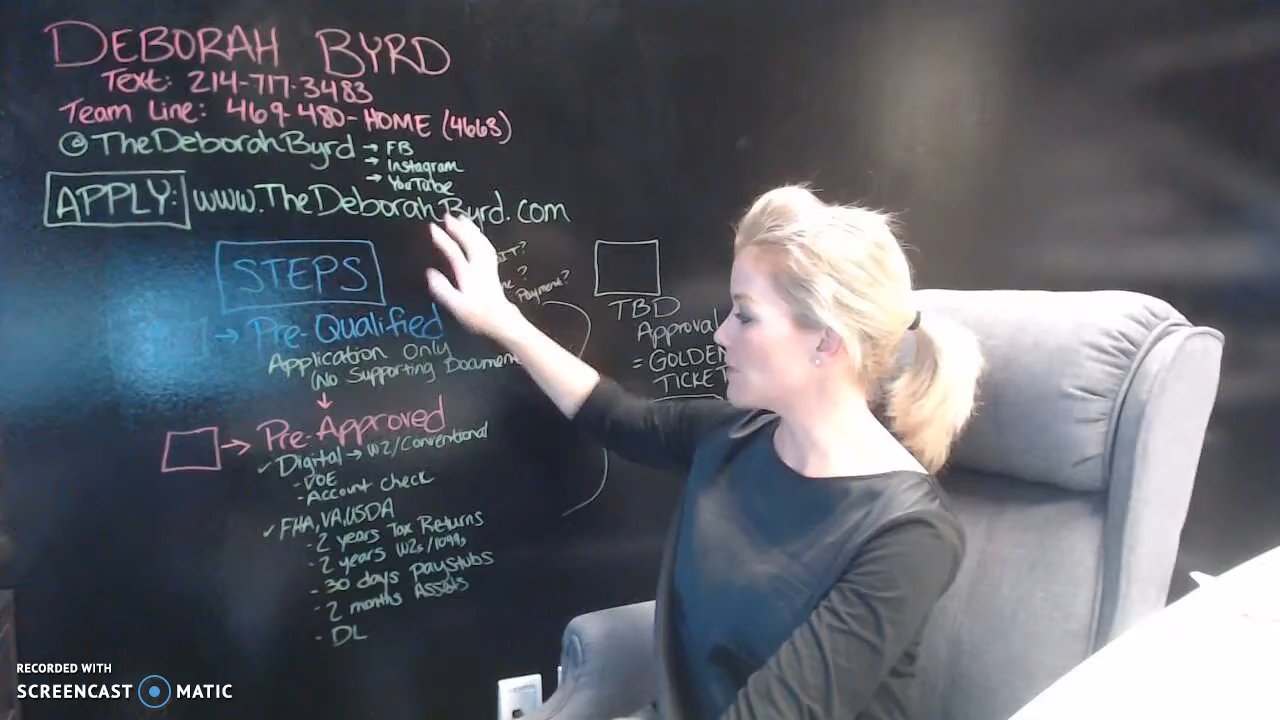 DEBORAH BYRD
Text: 214-717-3483
Team Line: 469-480-HOME (4663)
@TheDeborahByrd → FB
→ Instagram
→ YouTube
APPLY: www.TheDeborahByrd.com
STEPS
Payment?
→ Pre-Qualified
Application Only
(No Supporting Document
↓
TBD
Approval
= GOLDEN
TICKET
→ Pre-Approved
✓ Digital → W2/Conventional
- VOE
- Account check
✓ FHA, VA, USDA
- 2 years Tax Returns
- 2 years W2s/1099s
- 30 days paystubs
- 2 months Assets
- DL
RECORDED WITH
SCREENCAST MATIC